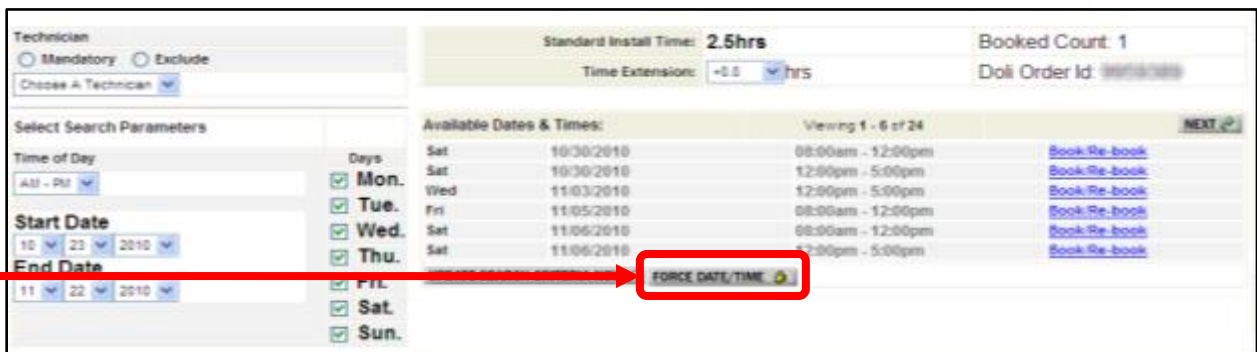 Technician
Mandatory Exclude
Choose A Technician
Standard Install Time: 2.5hrs
Time Extension: +0.0 hrs
Booked Count: 1
Doli Order Id:
Select Search Parameters
Time of Day
AM - PM
Start Date
10 23 2010
End Date
11 22 2010
Days
Mon.
Tue.
Wed.
Thu.
Fri.
Sat.
Sun.
Available Dates & Times: Viewing 1 - 6 of 24 NEXT
Sat 10/30/2010 08:00am - 12:00pm Book/Re-book
Sat 10/30/2010 12:00pm - 5:00pm Book/Re-book
Wed 11/03/2010 12:00pm - 5:00pm Book/Re-book
Fri 11/05/2010 08:00am - 12:00pm Book/Re-book
Sat 11/06/2010 08:00am - 12:00pm Book/Re-book
Sat 11/06/2010 12:00pm - 5:00pm Book/Re-book
FORCE DATE/TIME